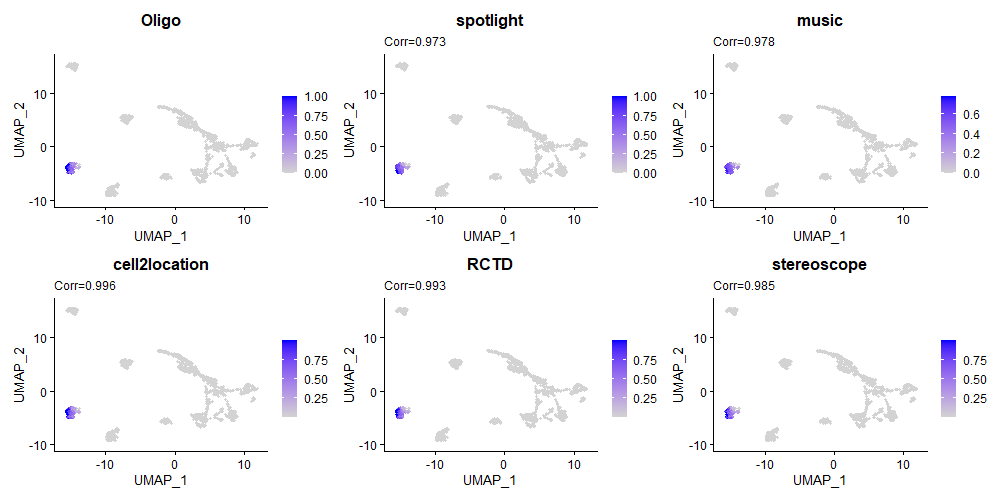 Oligo
UMAP_2
10
0
-10
-10 0 10
UMAP_1
1.00
0.75
0.50
0.25
0.00
spotlight
Corr=0.973
UMAP_2
10
0
-10
-10 0 10
UMAP_1
1.00
0.75
0.50
0.25
0.00
music
Corr=0.978
UMAP_2
10
0
-10
-10 0 10
UMAP_1
0.6
0.4
0.2
0.0
cell2location
Corr=0.996
UMAP_2
10
0
-10
-10 0 10
UMAP_1
0.75
0.50
0.25
RCTD
Corr=0.993
UMAP_2
10
0
-10
-10 0 10
UMAP_1
0.75
0.50
0.25
stereoscope
Corr=0.985
UMAP_2
10
0
-10
-10 0 10
UMAP_1
0.75
0.50
0.25